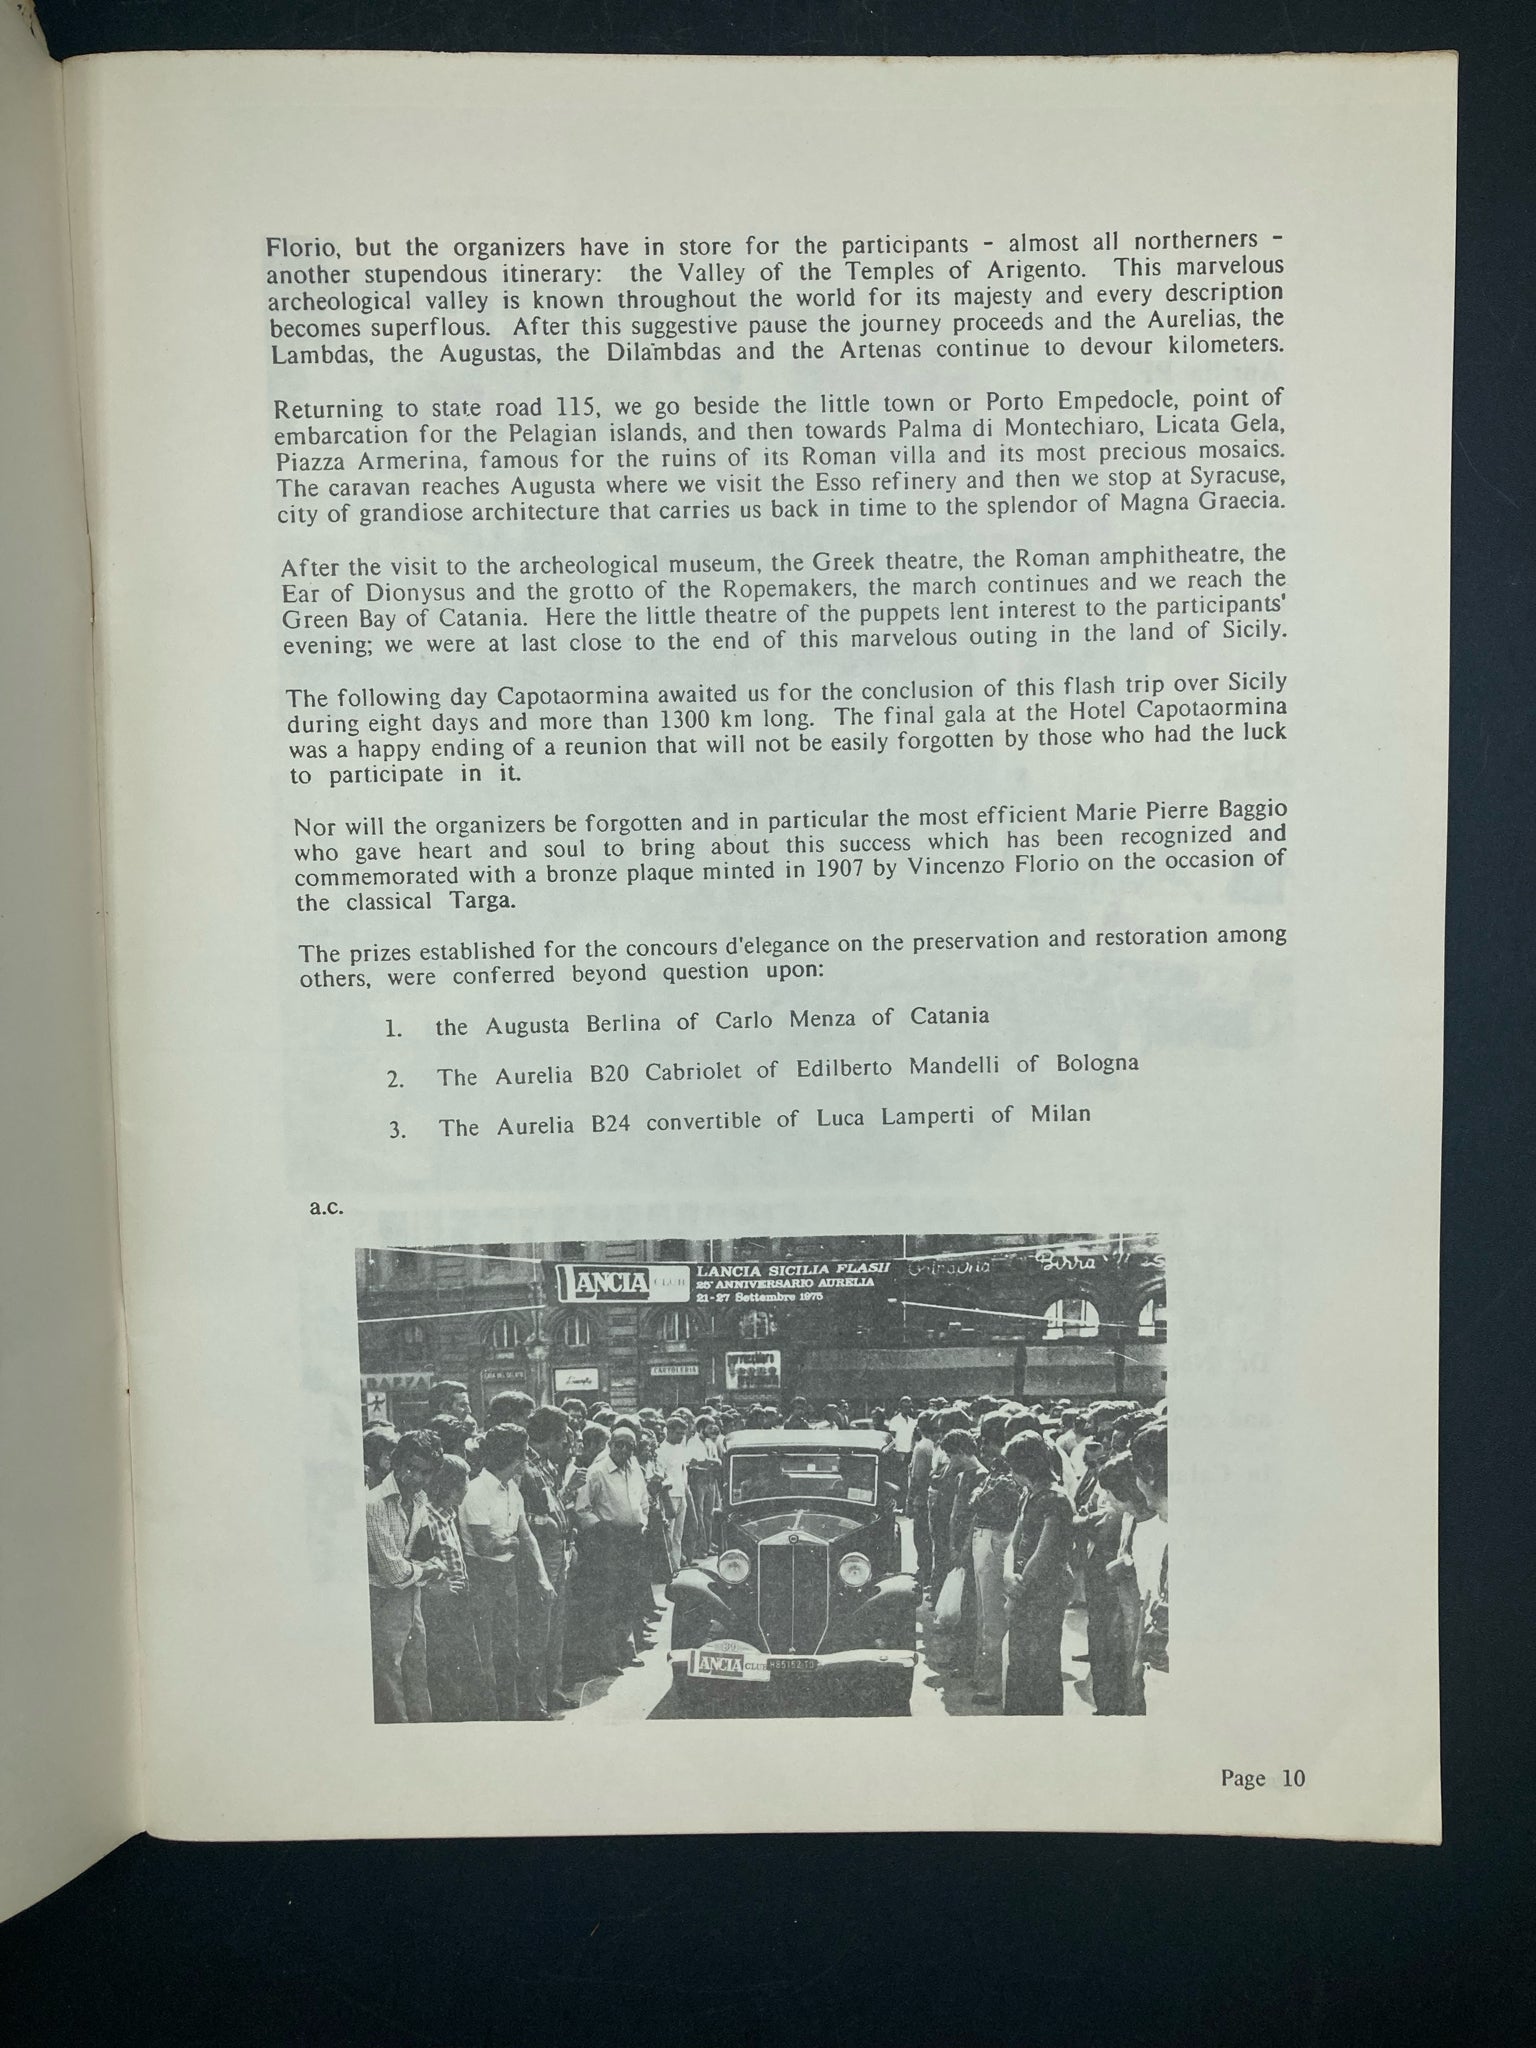 Florio, but the organizers have in store for the participants - almost all northerners -
another stupendous itinerary: the Valley of the Temples of Arigento. This marvelous
archeological valley is known throughout the world for its majesty and every description
becomes superflous. After this suggestive pause the journey proceeds and the Aurelias, the
Lambdas, the Augustas, the Dilambdas and the Artenas continue to devour kilometers.
Returning to state road 115, we go beside the little town or Porto Empedocle, point of
embarcation for the Pelagian islands, and then towards Palma di Montechiaro, Licata Gela,
Piazza Armerina, famous for the ruins of its Roman villa and its most precious mosaics.
The caravan reaches Augusta where we visit the Esso refinery and then we stop at Syracuse,
city of grandiose architecture that carries us back in time to the splendor of Magna Graecia.
After the visit to the archeological museum, the Greek theatre, the Roman amphitheatre, the
Ear of Dionysus and the grotto of the Ropemakers, the march continues and we reach the
Green Bay of Catania. Here the little theatre of the puppets lent interest to the participants'
evening; we were at last close to the end of this marvelous outing in the land of Sicily.
The following day Capotaormina awaited us for the conclusion of this flash trip over Sicily
during eight days and more than 1300 km long. The final gala at the Hotel Capotaormina
was a happy ending of a reunion that will not be easily forgotten by those who had the luck
to participate in it.
Nor will the organizers be forgotten and in particular the most efficient Marie Pierre Baggio
who gave heart and soul to bring about this success which has been recognized and
commemorated with a bronze plaque minted in 1907 by Vincenzo Florio on the occasion of
the classical Targa.
The prizes established for the concours d'elegance on the preservation and restoration among
others, were conferred beyond question upon:
1. the Augusta Berlina of Carlo Menza of Catania
2. The Aurelia B20 Cabriolet of Edilberto Mandelli of Bologna
3. The Aurelia B24 convertible of Luca Lamperti of Milan
a.c.
LANCIA CLUB
LANCIA SICILIA FLASH
25° ANNIVERSARIO AURELIA
21-27 Settembre 1975
Birra
CARTOLERIA
39
LANCIA CLUB
H85152 TO
Page 10